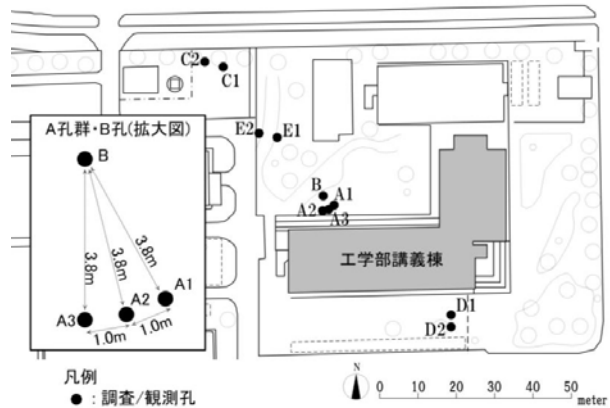 C2
C1
A孔群・B孔(拡大図)
B
3.8m
3.8m
3.8m
A1
A2
A3
1.0m
1.0m
E2
E1
B
A1
A2
A3
工学部講義棟
D1
D2
凡例
●：調査/観測孔
N
0 10 20 30 40 50
meter